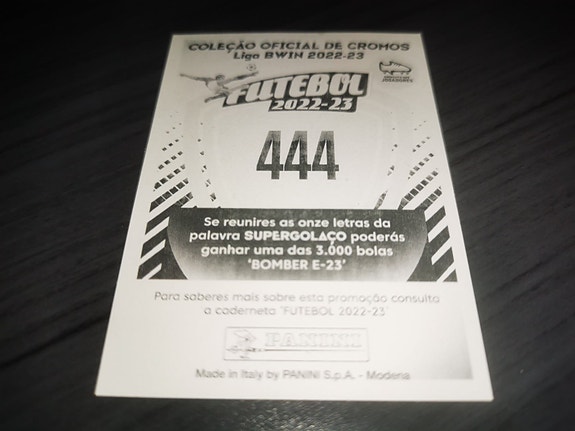 COLEÇÃO OFICIAL DE CROMOS
Liga BWIN 2022-23
FUTEBOL
2022-23
444
Se reunires as onze letras da
palavra SUPERGOLAÇO poderás
ganhar uma das 3.000 bolas
'BOMBER E-23'
Para saberes mais sobre esta promoção consulta
a caderneta "FUTEBOL 2022-23"
PANINI
Made in Italy by PANINI S.p.A. - Modena